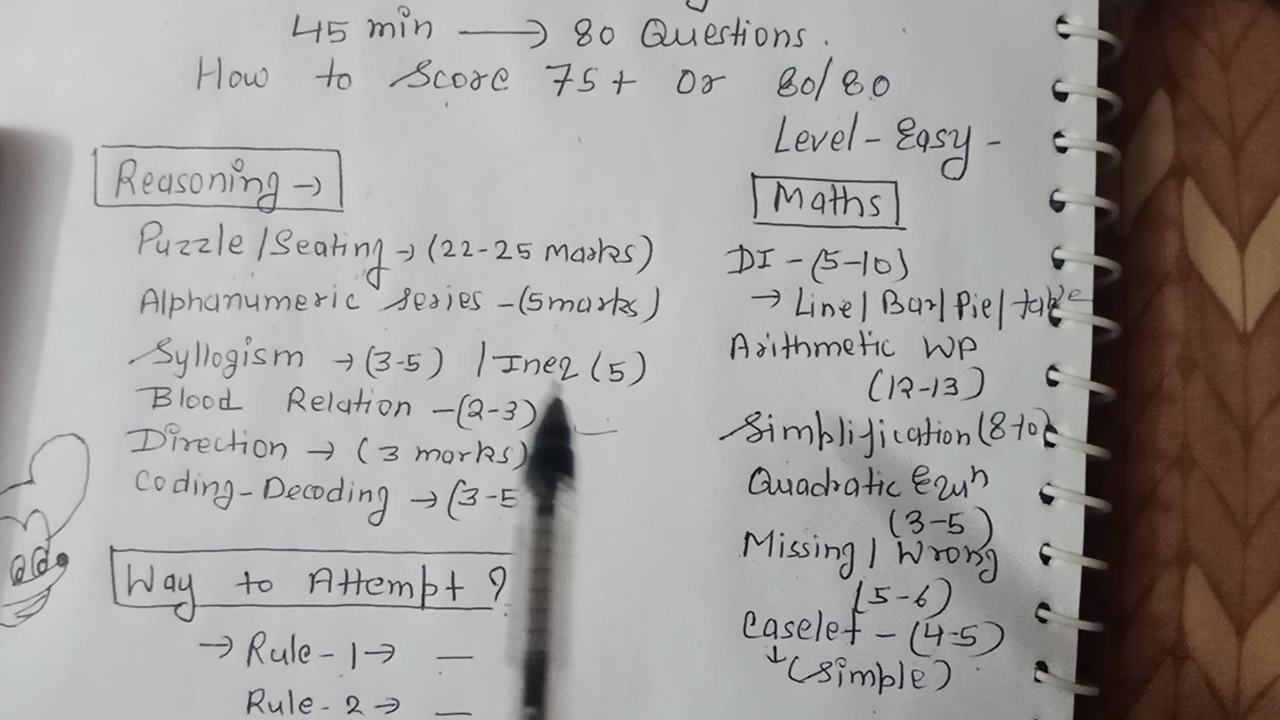 45 min → 80 Questions.
How to Score 75+ Or 80/80
Level - Easy -
Reasoning →
Puzzle/Seating → (22-25 Marks)
Alphanumeric Series - (5 marks)
Syllogism → (3-5) / Ineq (5)
Blood Relation - (2-3)
Direction → (3 marks)
Coding-Decoding → (3-5
Way to Attempt ?
→ Rule - 1 → —
Rule - 2 → —
Maths
DI - (5-10)
→ Line/Bar/Pie/table
Arithmetic WP
(12-13)
Simplification (8 to
Quadratic Equn
(3-5)
Missing / Wrong
(5-6)
Caselet - (4-5)
↓ (Simple)